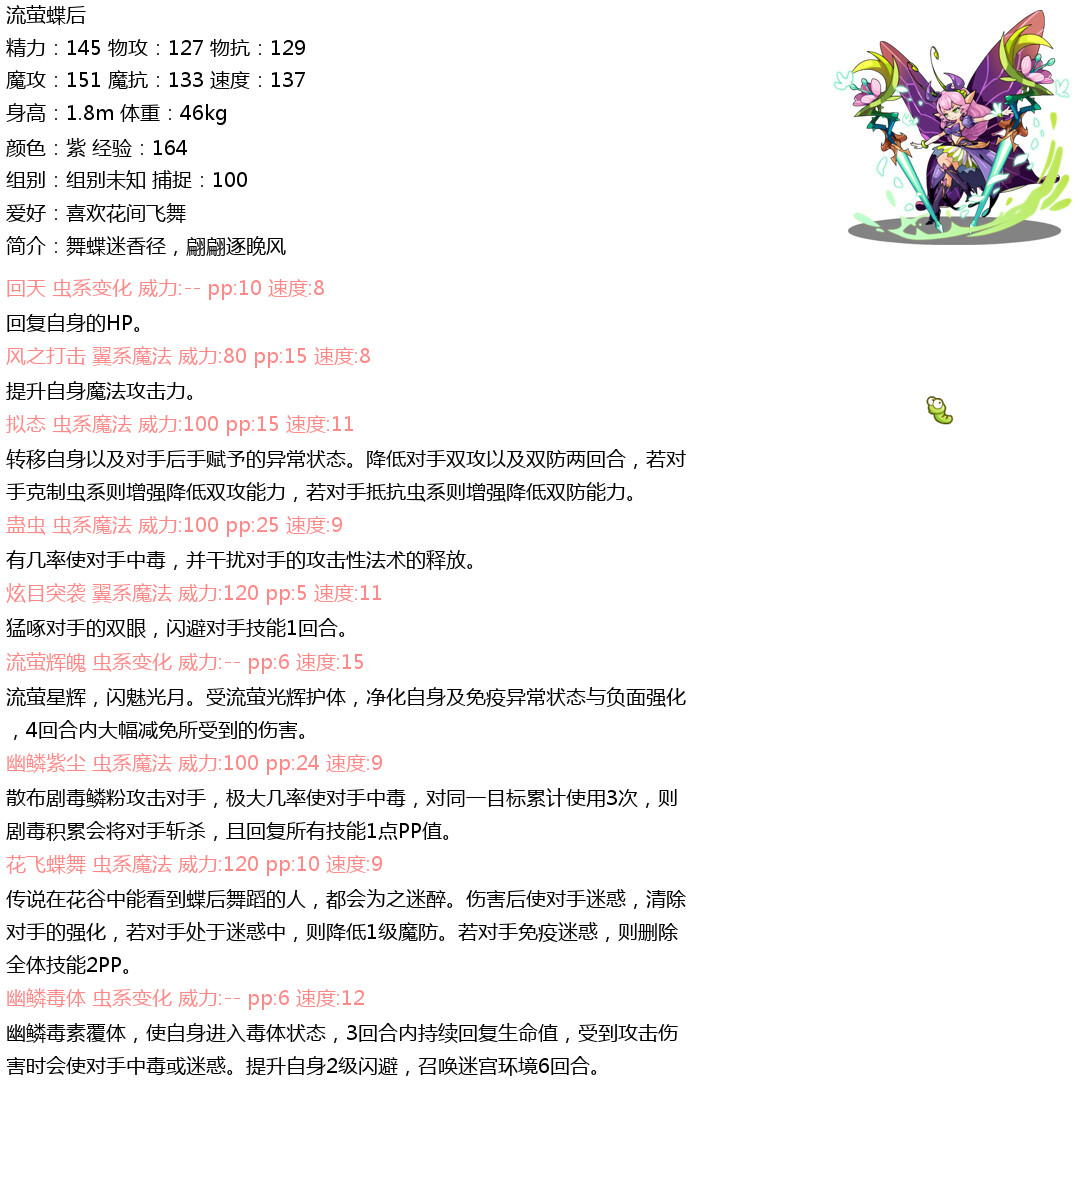 流萤蝶后
精力：145 物攻：127 物抗：129
魔攻：151 魔抗：133 速度：137
身高：1.8m 体重：46kg
颜色：紫 经验：164
组别：组别未知 捕捉：100
爱好：喜欢花间飞舞
简介：舞蝶迷香径，翩翩逐晚风
回天 虫系变化 威力:-- pp:10 速度:8
回复自身的HP。
风之打击 翼系魔法 威力:80 pp:15 速度:8
提升自身魔法攻击力。
拟态 虫系魔法 威力:100 pp:15 速度:11
转移自身以及对手后手赋予的异常状态。降低对手双攻以及双防两回合，若对
手克制虫系则增强降低双攻能力，若对手抵抗虫系则增强降低双防能力。
蛊虫 虫系魔法 威力:100 pp:25 速度:9
有几率使对手中毒，并干扰对手的攻击性法术的释放。
炫目突袭 翼系魔法 威力:120 pp:5 速度:11
猛啄对手的双眼，闪避对手技能1回合。
流萤辉魄 虫系变化 威力:-- pp:6 速度:15
流萤星辉，闪魅光月。受流萤光辉护体，净化自身及免疫异常状态与负面强化
，4回合内大幅减免所受到的伤害。
幽鳞紫尘 虫系魔法 威力:100 pp:24 速度:9
散布剧毒鳞粉攻击对手，极大几率使对手中毒，对同一目标累计使用3次，则
剧毒积累会将对手斩杀，且回复所有技能1点PP值。
花飞蝶舞 虫系魔法 威力:120 pp:10 速度:9
传说在花谷中能看到蝶后舞蹈的人，都会为之迷醉。伤害后使对手迷惑，清除
对手的强化，若对手处于迷惑中，则降低1级魔防。若对手免疫迷惑，则删除
全体技能2PP。
幽鳞毒体 虫系变化 威力:-- pp:6 速度:12
幽鳞毒素覆体，使自身进入毒体状态，3回合内持续回复生命值，受到攻击伤
害时会使对手中毒或迷惑。提升自身2级闪避，召唤迷宫环境6回合。